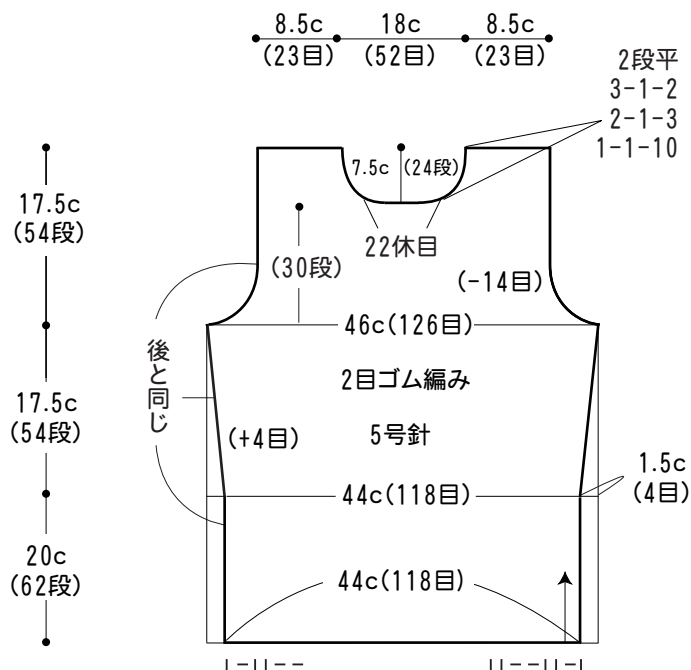 8.5c 18c 8.5c
(23目) (52目) (23目)
2段平
3-1-2
2-1-3
1-1-10
7.5c (24段)
17.5c
(54段)
22休目
(30段)
(-14目)
46c(126目)
後と同じ
2目ゴム編み
17.5c
(54段)
(+4目)
5号針
1.5c
(4目)
44c(118目)
20c
(62段)
44c(118目)
|-||-- ||-||-|